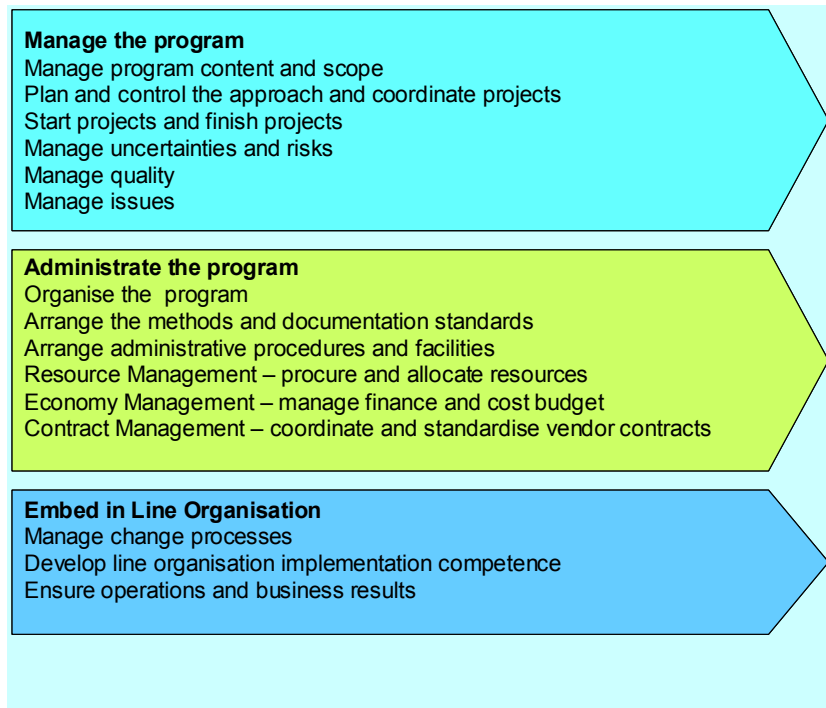 Manage the program
Manage program content and scope
Plan and control the approach and coordinate projects
Start projects and finish projects
Manage uncertainties and risks
Manage quality
Manage issues
Administrate the program
Organise the  program
Arrange the methods and documentation standards
Arrange administrative procedures and facilities
Resource Management – procure and allocate resources
Economy Management – manage finance and cost budget
Contract Management – coordinate and standardise vendor contracts
Embed in Line Organisation
Manage change processes
Develop line organisation implementation competence
Ensure operations and business results